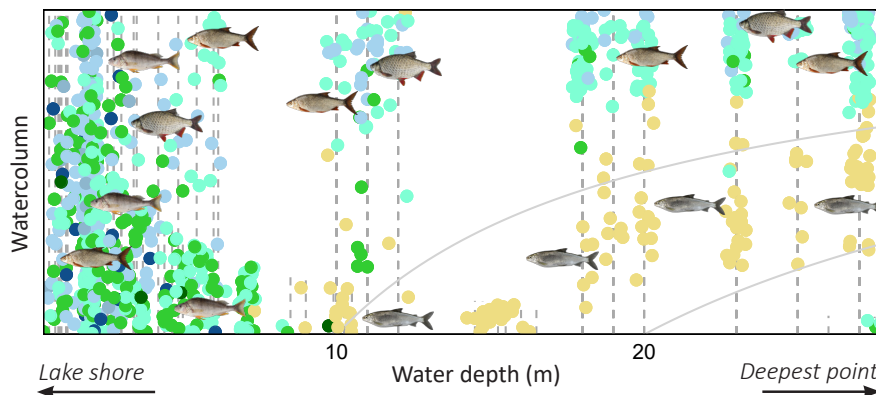 Watercolumn
10
20
Lake shore
Water depth (m)
Deepest point